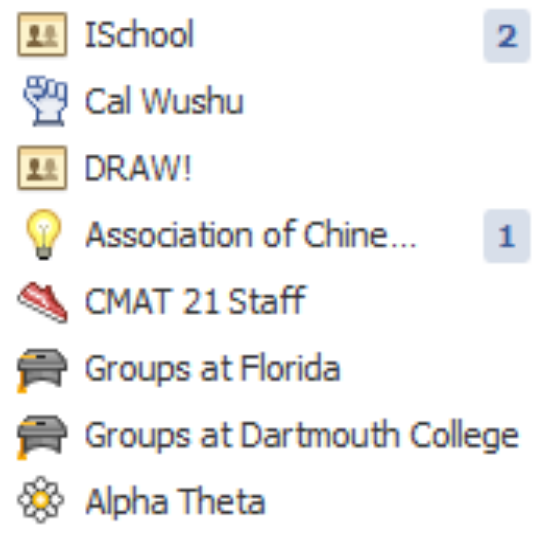 ISchool 2
Cal Wushu
DRAW!
Association of Chine... 1
CMAT 21 Staff
Groups at Florida
Groups at Dartmouth College
Alpha Theta